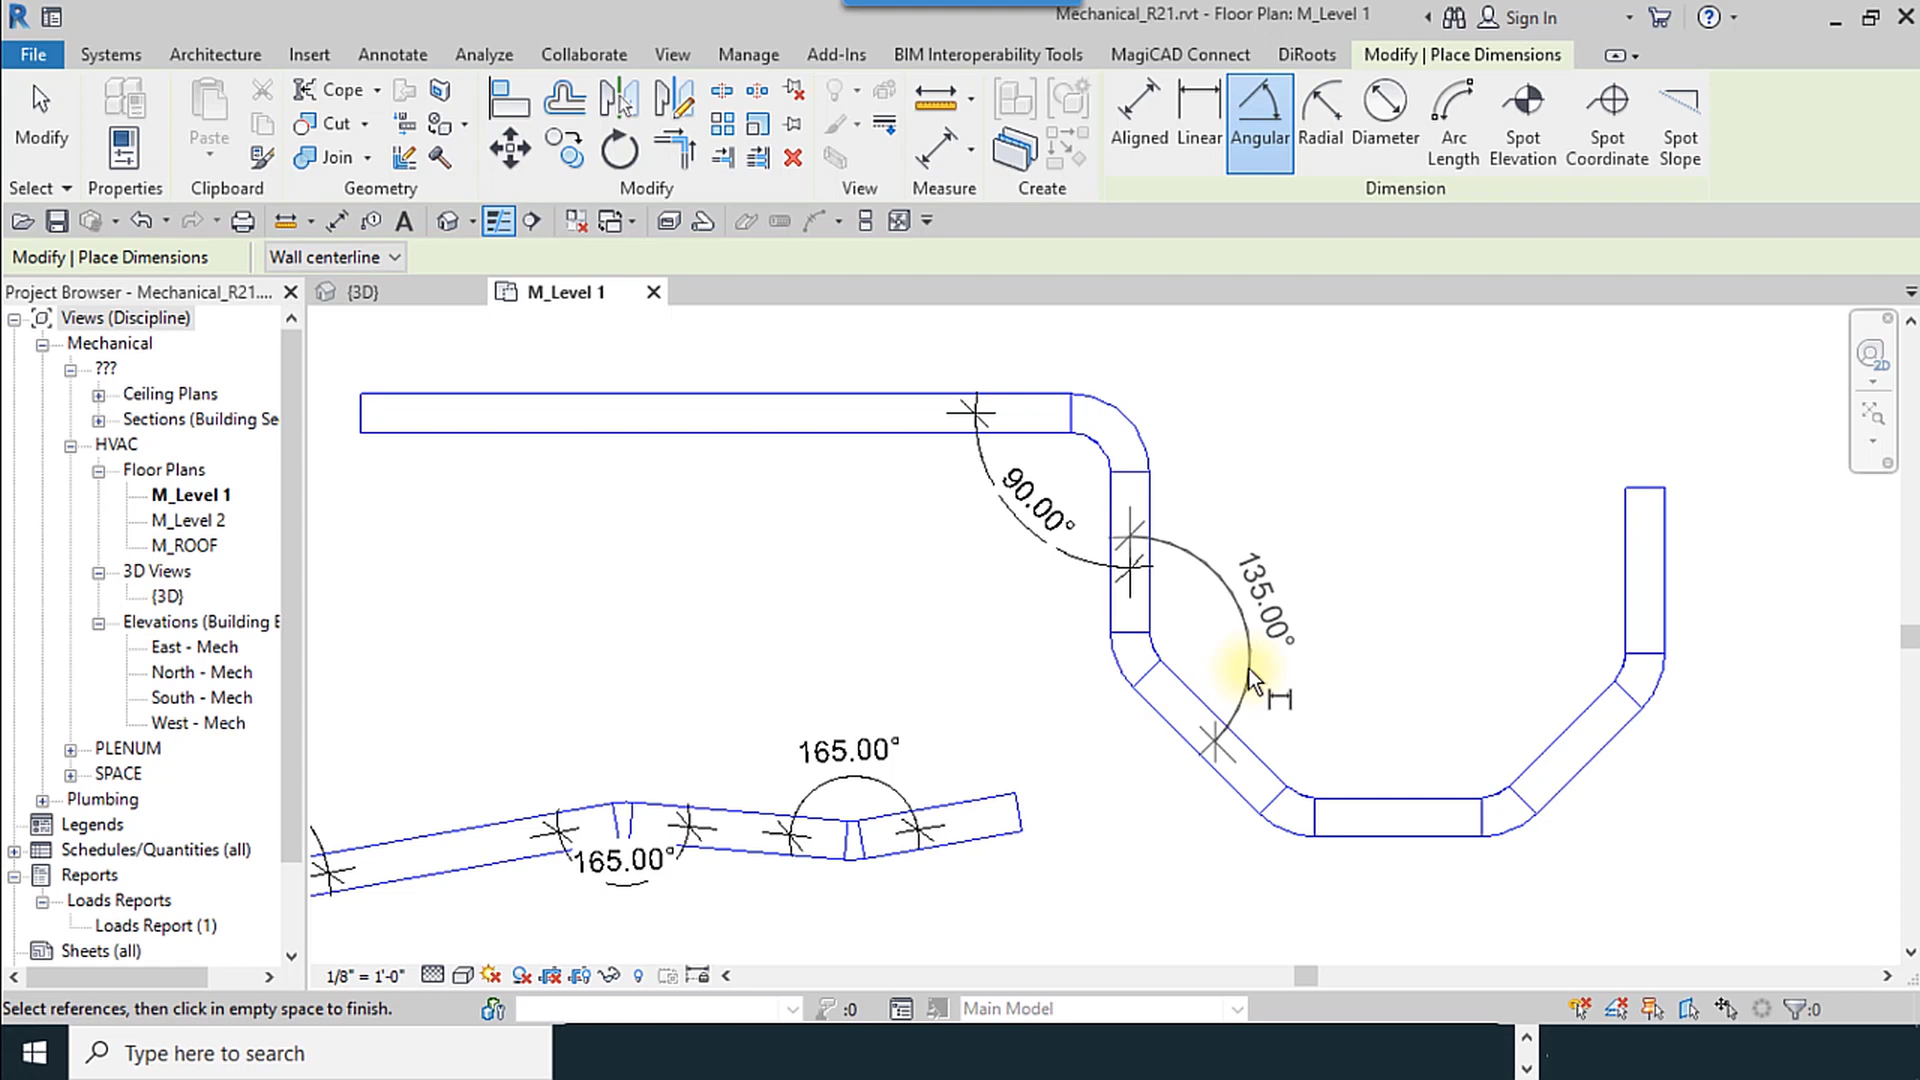 Mechanical_R21.rvt - Floor Plan: M_Level 1
Sign In
File
Systems
Architecture
Insert
Annotate
Analyze
Collaborate
View
Manage
Add-Ins
BIM Interoperability Tools
MagiCAD Connect
DiRoots
Modify | Place Dimensions
Modify
Paste
Cope
Cut
Join
Aligned
Linear
Angular
Radial
Diameter
Arc
Length
Spot
Elevation
Spot
Coordinate
Spot
Slope
Select
Properties
Clipboard
Geometry
Modify
View
Measure
Create
Dimension
Modify | Place Dimensions
Wall centerline
Project Browser - Mechanical_R21....
{3D}
M_Level 1
2D
Views (Discipline)
Mechanical
???
Ceiling Plans
Sections (Building Se
HVAC
Floor Plans
M_Level 1
M_Level 2
M_ROOF
3D Views
{3D}
Elevations (Building E
East - Mech
North - Mech
South - Mech
West - Mech
PLENUM
SPACE
Plumbing
Legends
Schedules/Quantities (all)
Reports
Loads Reports
Loads Report (1)
Sheets (all)
90.00°
135.00°
165.00°
165.00°
1/8" = 1'-0"
Select references, then click in empty space to finish.
:0
Main Model
:0
Type here to search